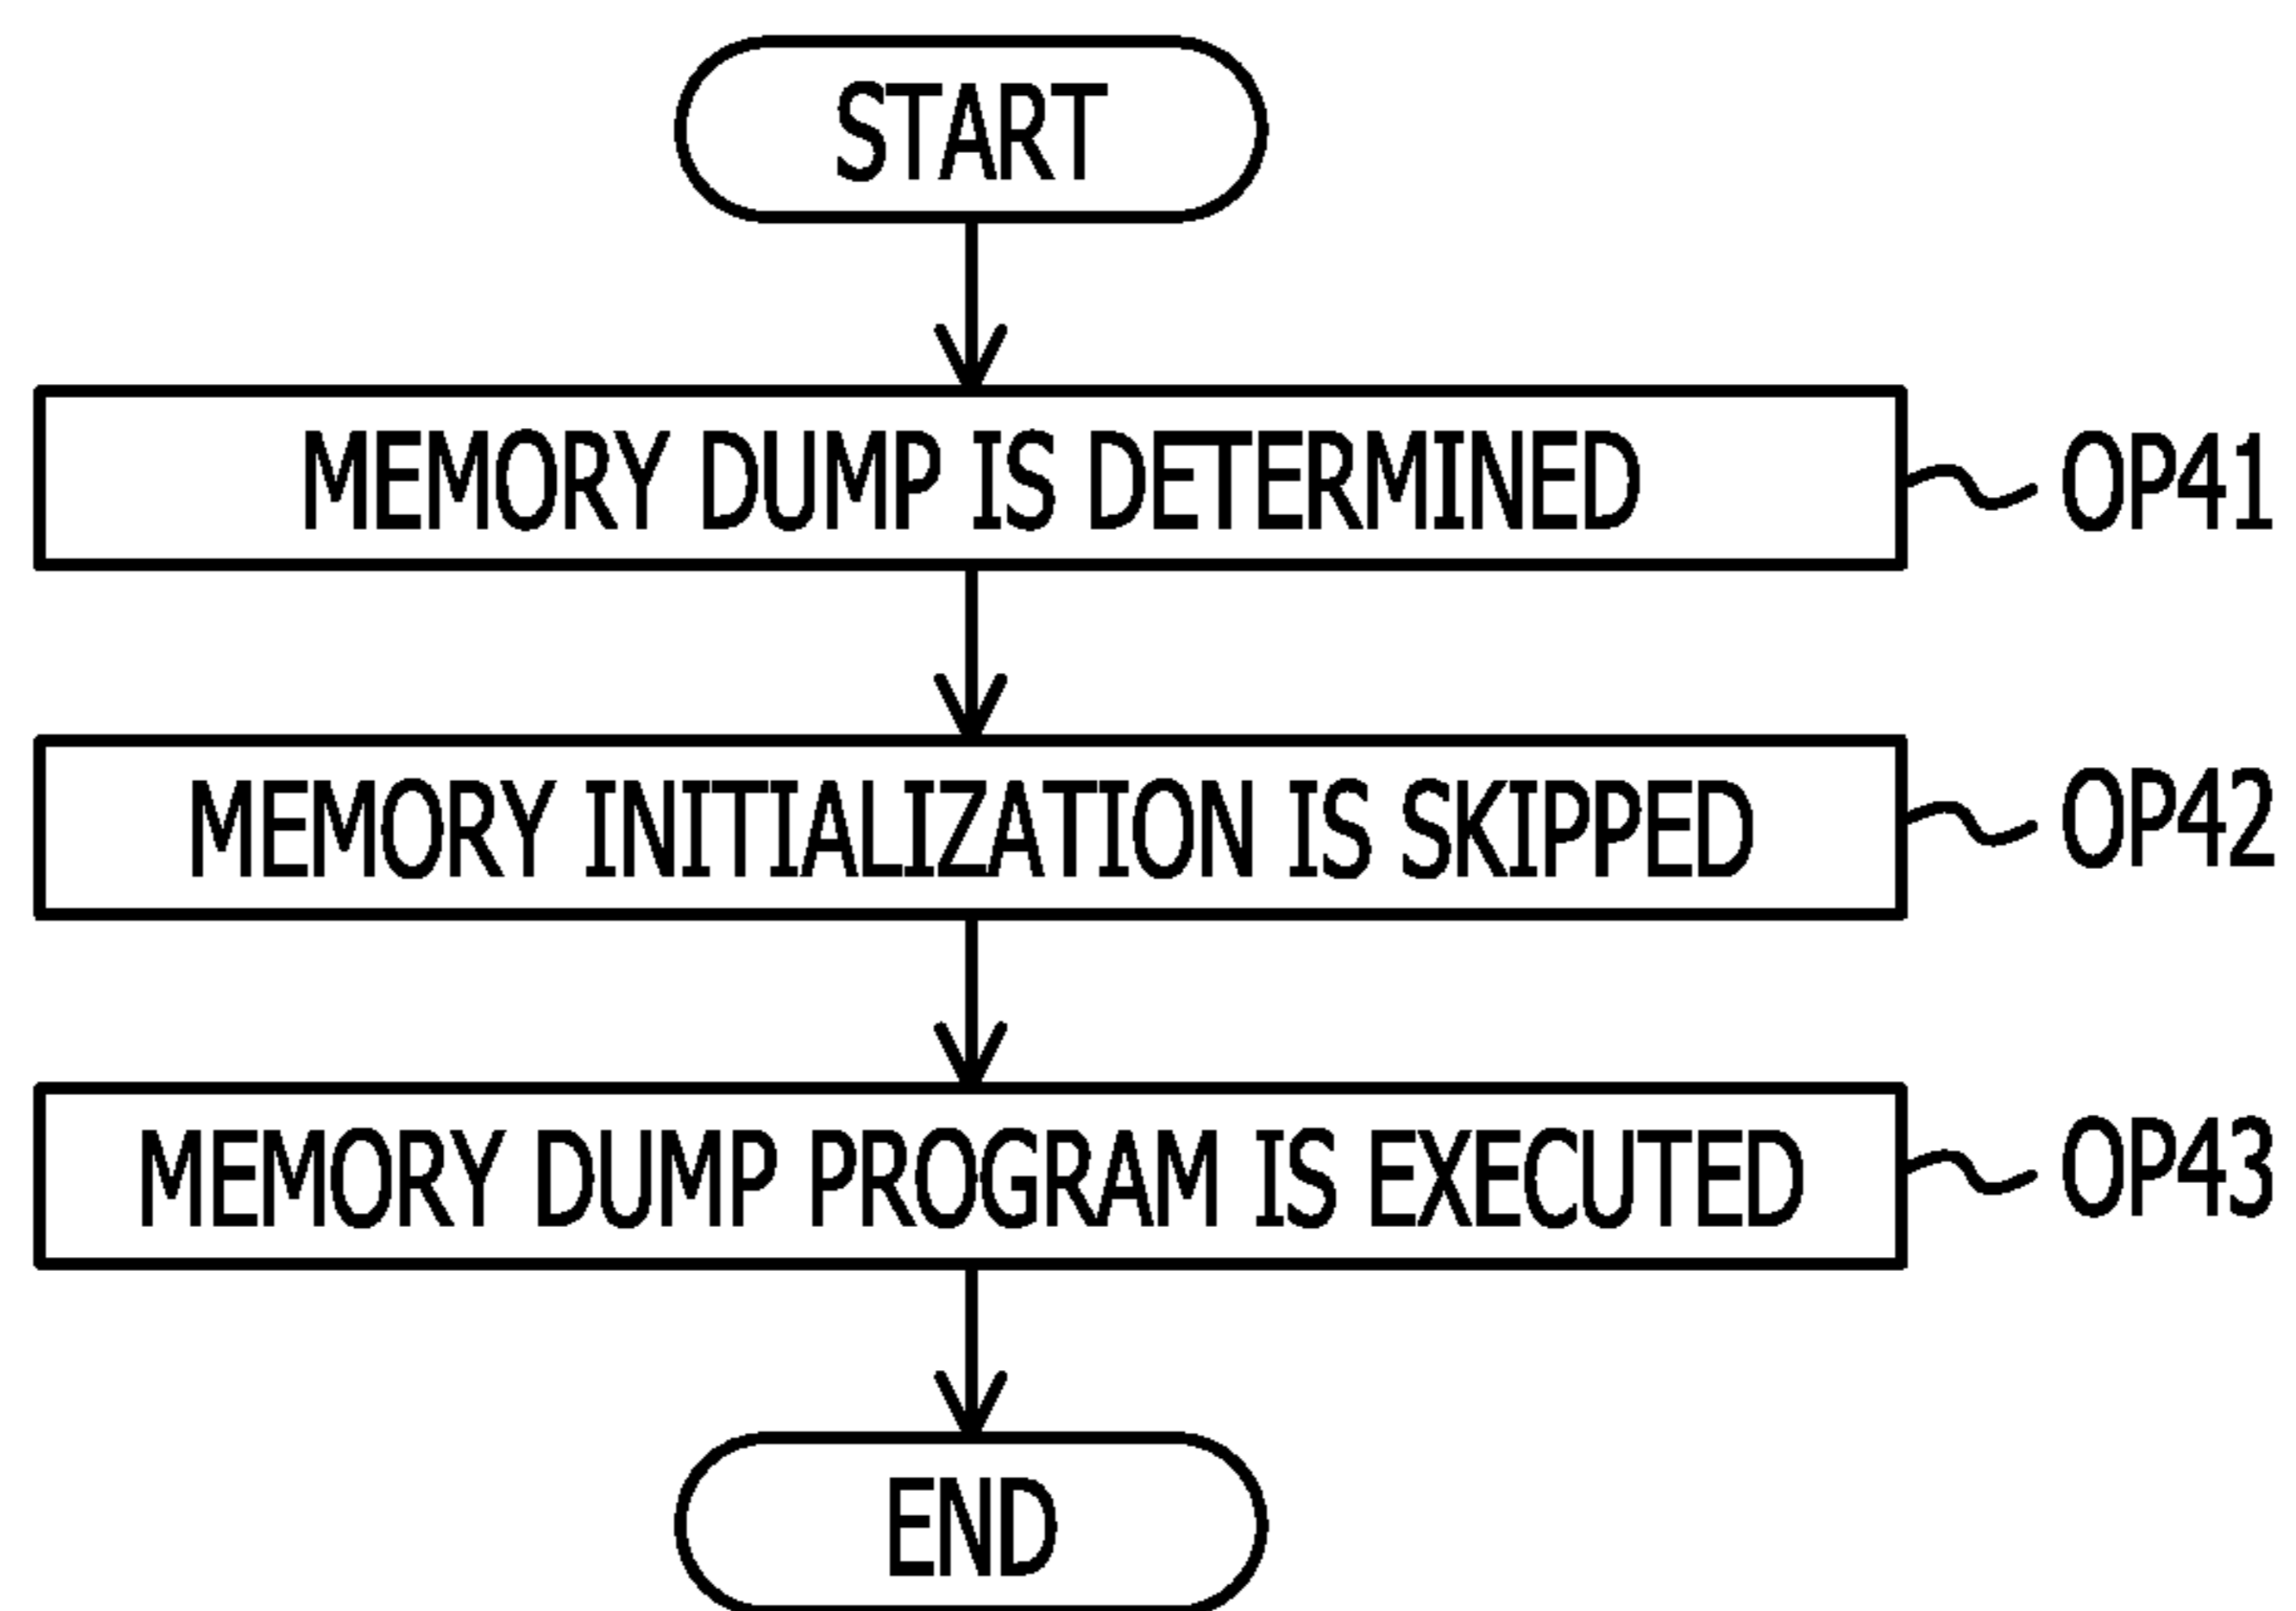 START
MEMORY DUMP IS DETERMINED
OP41
MEMORY INITIALIZATION IS SKIPPED
OP42
MEMORY DUMP PROGRAM IS EXECUTED
OP43
END